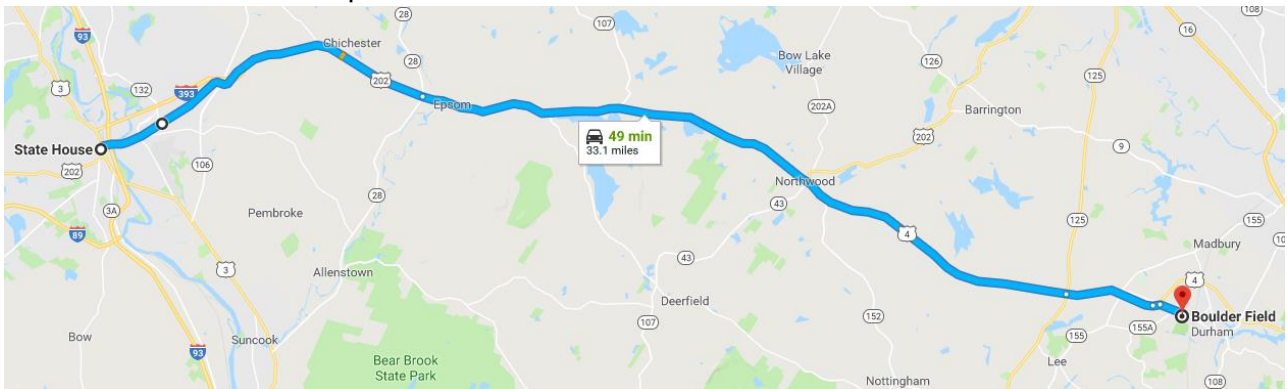 28
107
108
93
16
Chichester
3
28
Bow Lake
Village
126
125
132
393
202
Epsom
202A
Barrington
49 min
33.1 miles
202
9
State House
106
202
Northwood
3A
Pembroke
28
43
125
155
4
Madbury
89
3
43
4
Allenstown
Deerfield
Boulder Field
152
155A
Durham
107
155
Bow
93
Suncook
Lee
Bear Brook
State Park
Nottingham
108